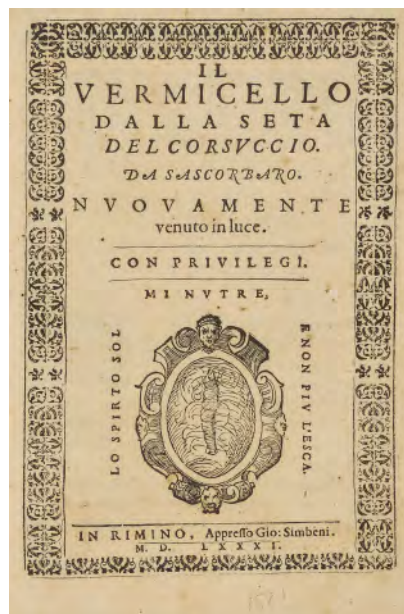 IL
VERMICELLO
DALLA SETA
DEL CORSVCCIO.
DA SASCORBARO.
NVOVAMENTE
venuto in luce.
CON PRIVILEGI.
MI NVTRE,
LO SPIRTO SOL
E NON PIV L'ESCA.
IN RIMINO, Appresso Gio: Simbeni.
M. D. LXXXI.